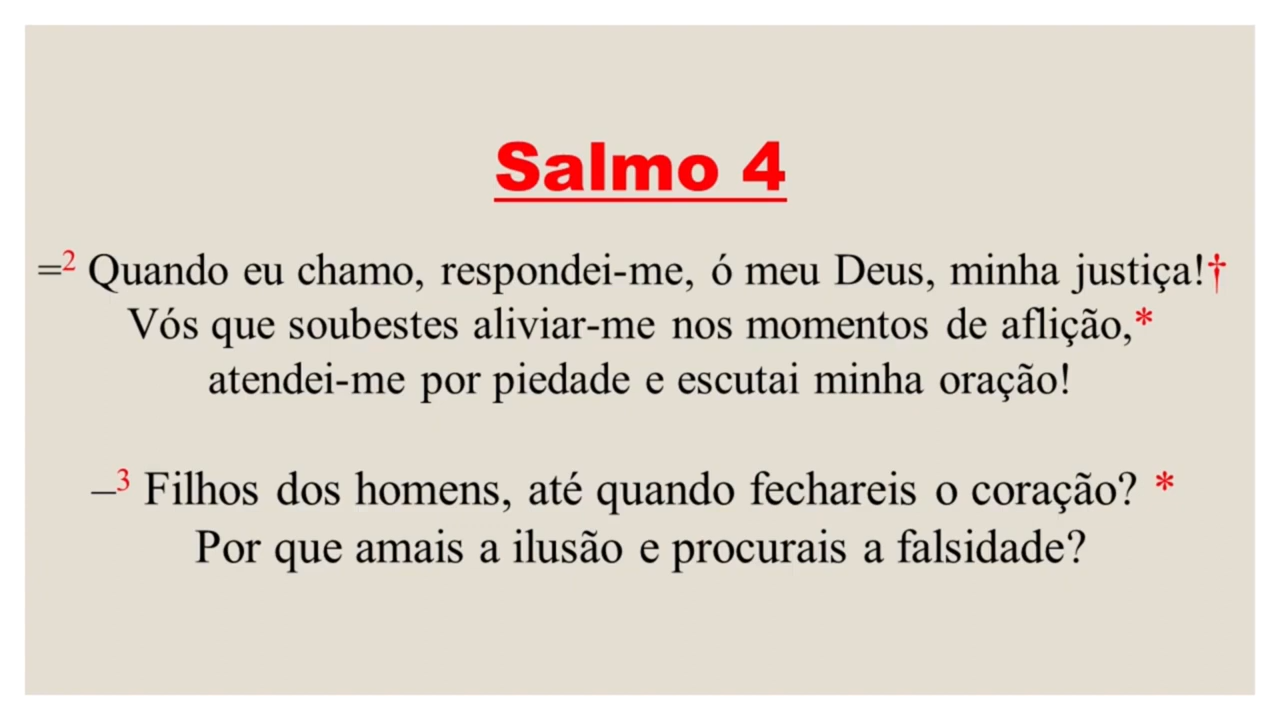 Salmo 4
=² Quando eu chamo, respondei-me, ó meu Deus, minha justiça!†
Vós que soubestes aliviar-me nos momentos de aflição,*
atendei-me por piedade e escutai minha oração!
–³ Filhos dos homens, até quando fechareis o coração? *
Por que amais a ilusão e procurais a falsidade?